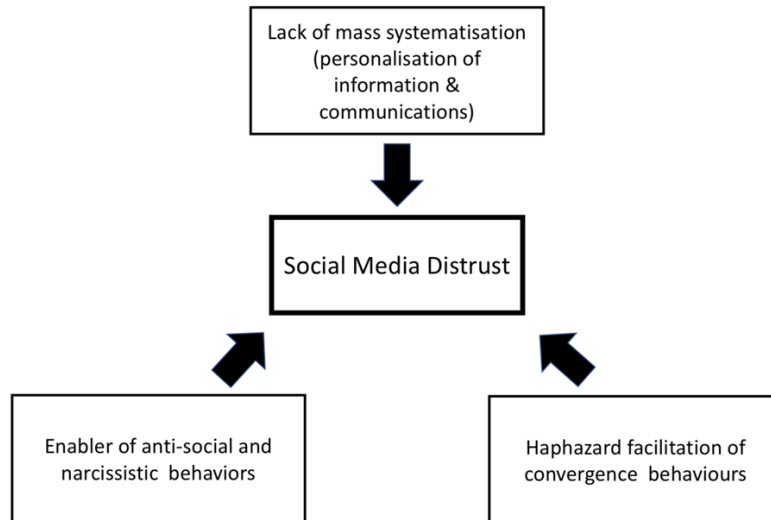 Lack of mass systematisation
(personalisation of
information &
communications)
Social Media Distrust
Enabler of anti-social and
narcissistic behaviors
Haphazard facilitation of
convergence behaviours